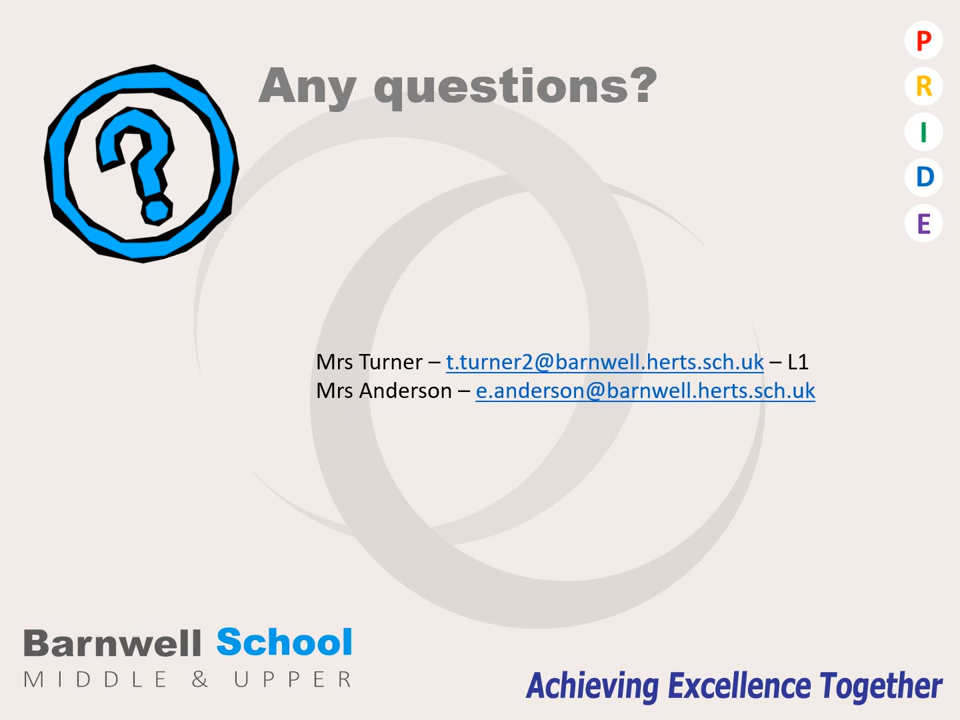 Any questions?
P
R
I
D
E
?
Mrs Turner – t.turner2@barnwell.herts.sch.uk – L1
Mrs Anderson – e.anderson@barnwell.herts.sch.uk
Barnwell School
MIDDLE & UPPER
Achieving Excellence Together